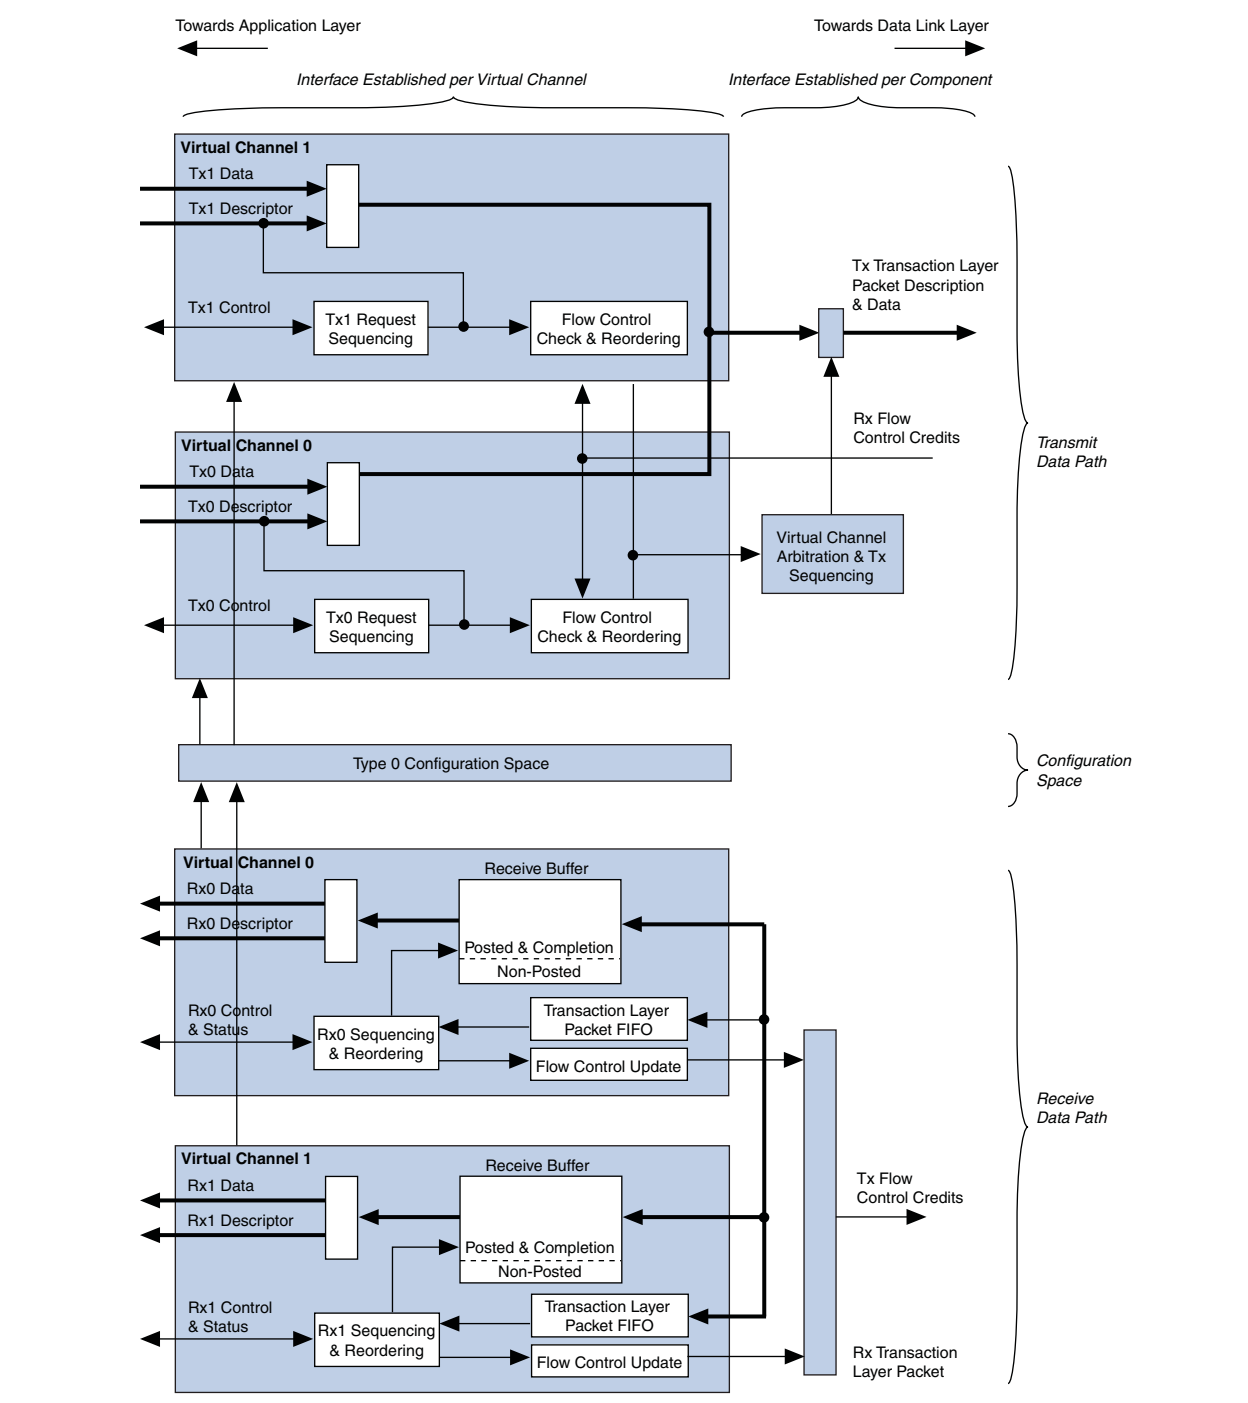 Towards Application Layer
Towards Data Link Layer
Interface Established per Virtual Channel
Interface Established per Component
Virtual Channel 1
Tx1 Data
Tx1 Descriptor
Tx1 Control
Tx1 Request
Sequencing
Flow Control
Check & Reordering
Tx Transaction Layer
Packet Description
& Data
Rx Flow
Control Credits
Transmit
Data Path
Virtual Channel 0
Tx0 Data
Tx0 Descriptor
Tx0 Control
Tx0 Request
Sequencing
Flow Control
Check & Reordering
Virtual Channel
Arbitration & Tx
Sequencing
Type 0 Configuration Space
Configuration
Space
Virtual Channel 0
Receive Buffer
Rx0 Data
Rx0 Descriptor
Posted & Completion
Non-Posted
Rx0 Control
& Status
Rx0 Sequencing
& Reordering
Transaction Layer
Packet FIFO
Flow Control Update
Receive
Data Path
Virtual Channel 1
Receive Buffer
Rx1 Data
Rx1 Descriptor
Posted & Completion
Non-Posted
Tx Flow
Control Credits
Rx1 Control
& Status
Rx1 Sequencing
& Reordering
Transaction Layer
Packet FIFO
Flow Control Update
Rx Transaction
Layer Packet